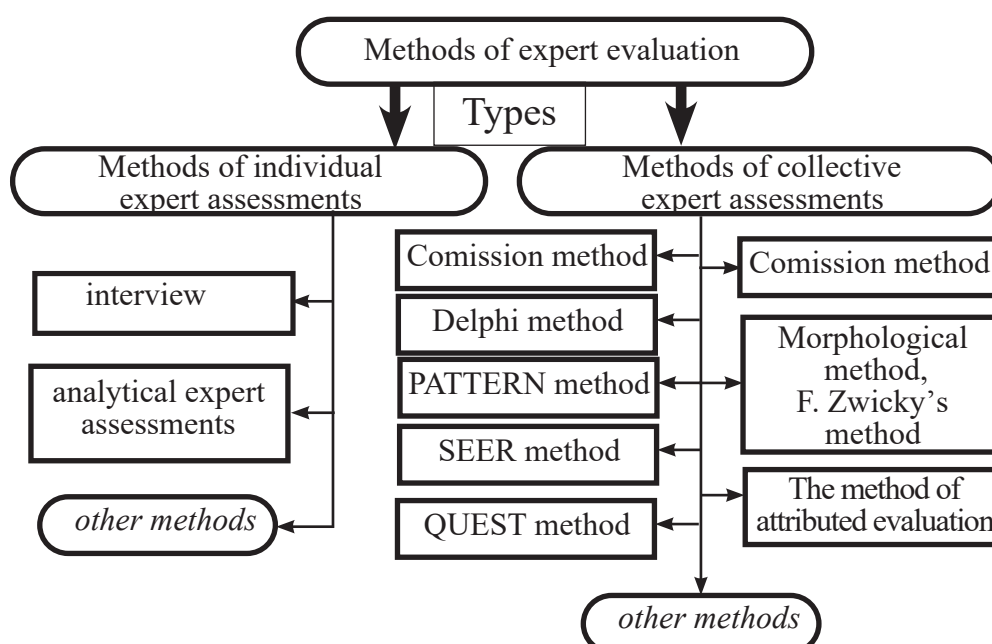 Methods of expert evaluation
Types
Methods of individual
expert assessments
Methods of collective
expert assessments
interview
analytical expert
assessments
other methods
Comission method
Delphi method
PATTERN method
SEER method
QUEST method
Comission method
Morphological
method,
F. Zwicky’s
method
The method of
attributed evaluation
other methods